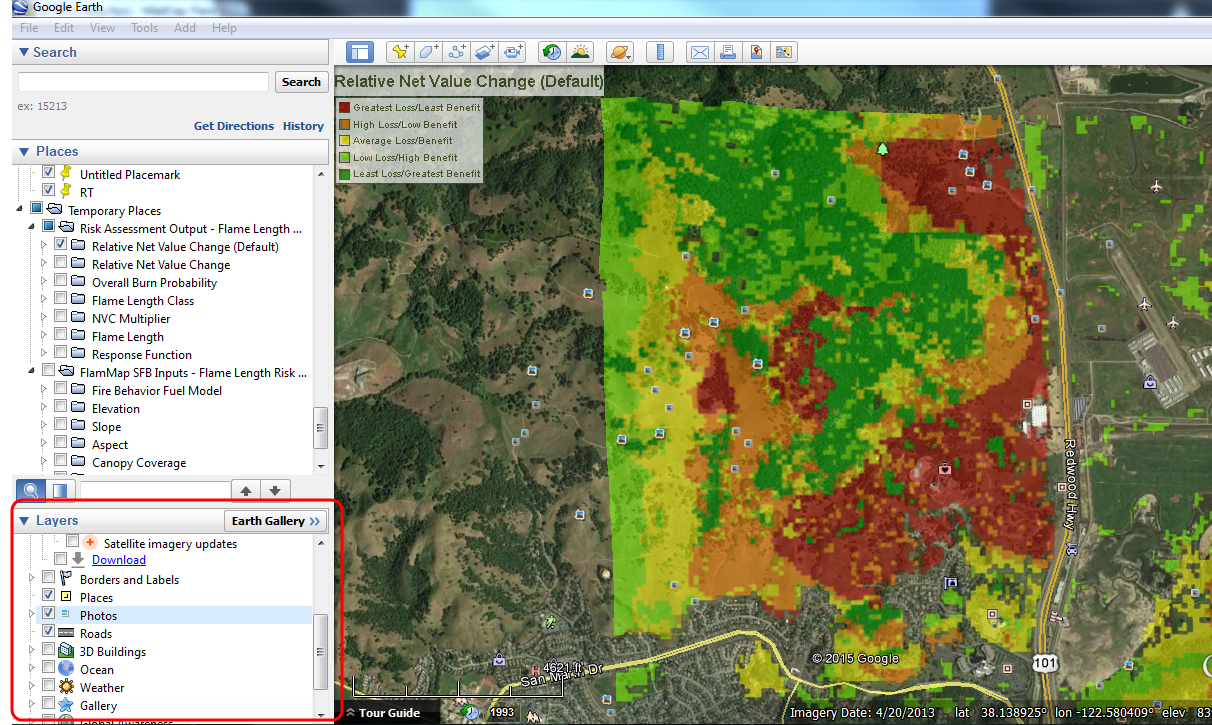 Google Earth
File Edit View Tools Add Help
Search
Search
ex: 15213
Get Directions History
Places
Untitled Placemark
RT
Temporary Places
Risk Assessment Output - Flame Length ...
Relative Net Value Change (Default)
Relative Net Value Change
Overall Burn Probability
Flame Length Class
NVC Multiplier
Flame Length
Response Function
FlamMap SFB Inputs - Flame Length Risk ...
Fire Behavior Fuel Model
Elevation
Slope
Aspect
Canopy Coverage
Layers
Earth Gallery »
Satellite imagery updates
Download
Borders and Labels
Places
Photos
Roads
3D Buildings
Ocean
Weather
Gallery
Global Awareness
Relative Net Value Change (Default)
Greatest Loss/Least Benefit
High Loss/Low Benefit
Average Loss/Benefit
Low Loss/High Benefit
Least Loss/Greatest Benefit
Redwood Hwy
© 2015 Google
101
4621 ft
San Marin Dr
Tour Guide
1993
Imagery Date: 4/20/2013 lat 38.138925° lon -122.580409° elev 83